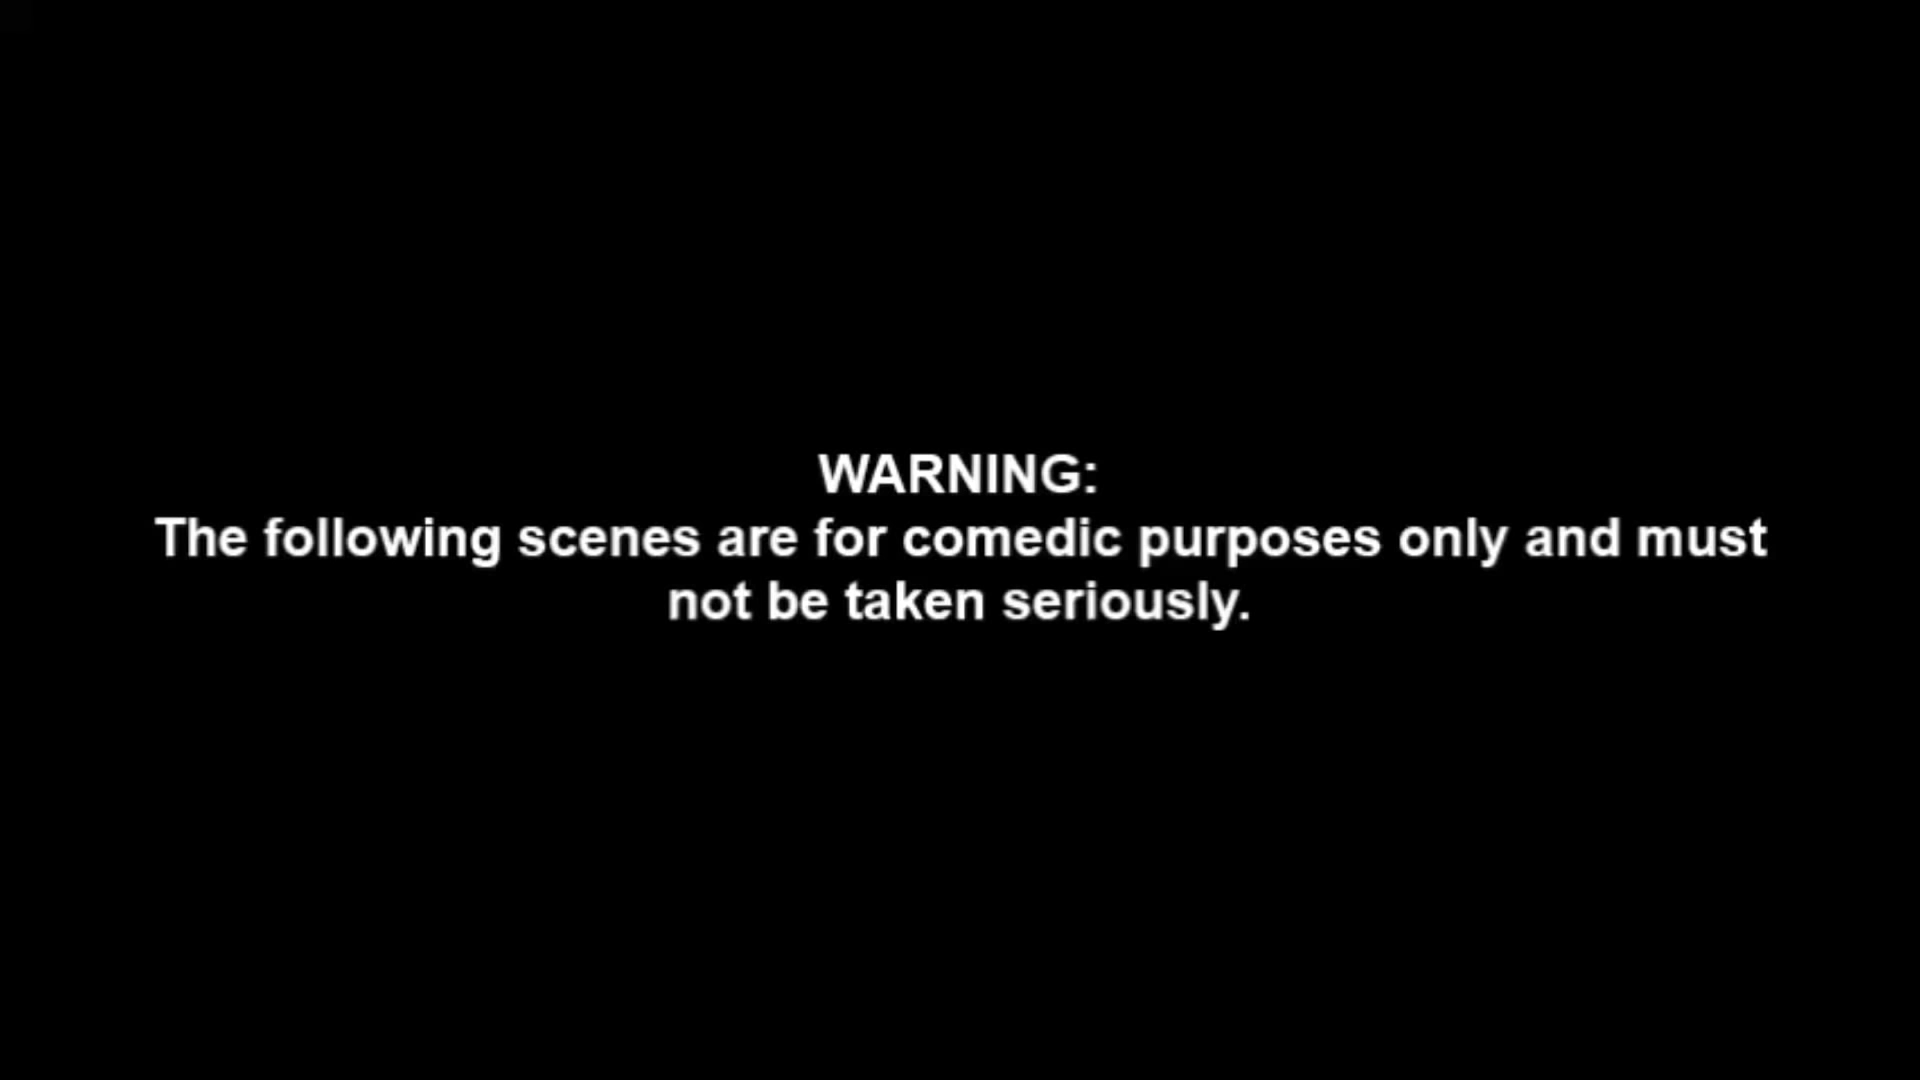 WARNING:
The following scenes are for comedic purposes only and must
not be taken seriously.